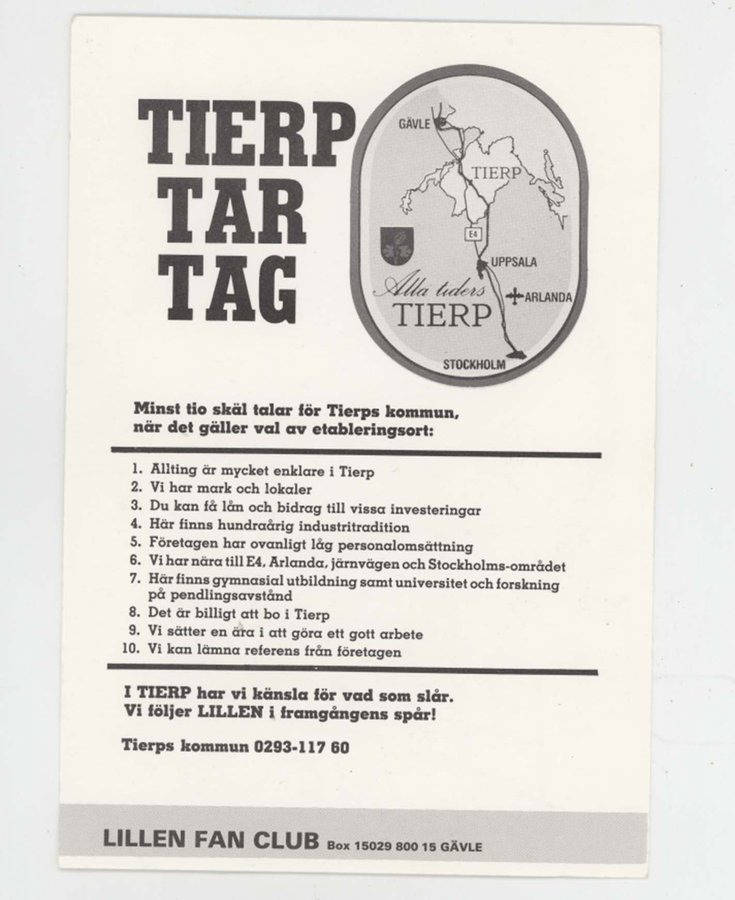 TIERP
TAR
TAG
GÄVLE
TIERP
E4
UPPSALA
Alla tiders
TIERP
ARLANDA
STOCKHOLM
Minst tio skäl talar för Tierps kommun,
när det gäller val av etableringsort:
1. Allting är mycket enklare i Tierp
2. Vi har mark och lokaler
3. Du kan få lån och bidrag till vissa investeringar
4. Här finns hundraårig industritradition
5. Företagen har ovanligt låg personalomsättning
6. Vi har nära till E4, Arlanda, järnvägen och Stockholms-området
7. Här finns gymnasial utbildning samt universitet och forskning
på pendlingsavstånd
8. Det är billigt att bo i Tierp
9. Vi sätter en ära i att göra ett gott arbete
10. Vi kan lämna referens från företagen
I TIERP har vi känsla för vad som slår.
Vi följer LILLEN i framgångens spår!
Tierps kommun 0293-117 60
LILLEN FAN CLUB Box 15029 800 15 GÄVLE